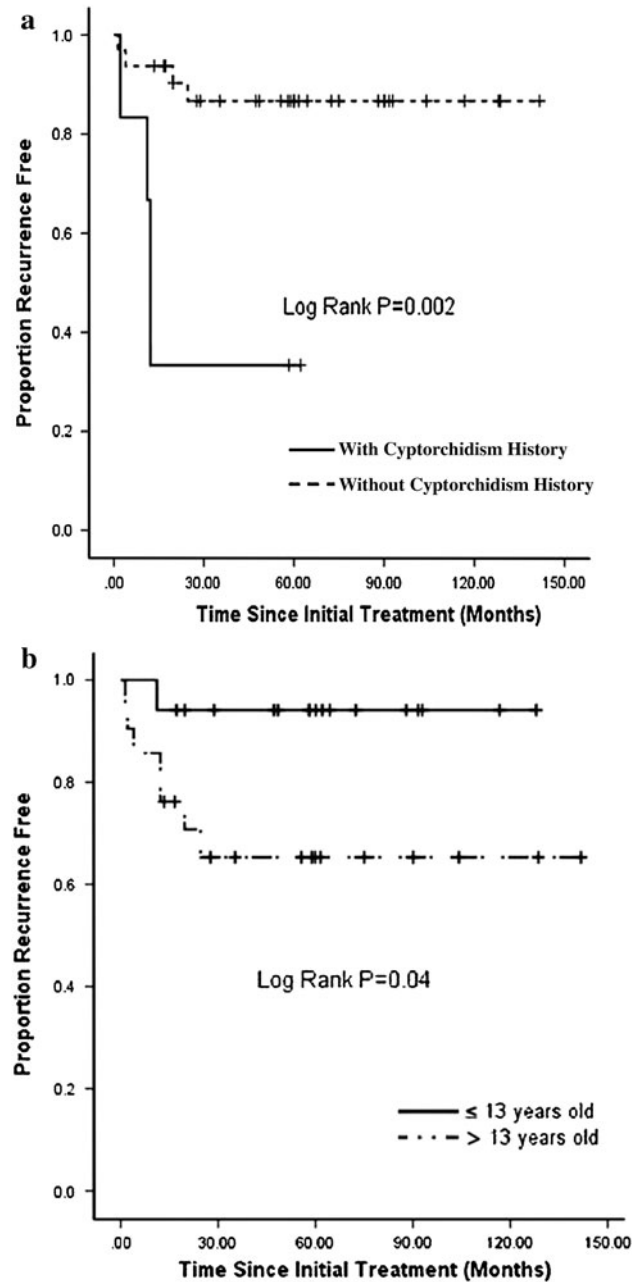 a
1.0
0.8
0.6
0.4
0.2
0.0
Proportion Recurrence Free
Log Rank P=0.002
With Cyptorchidism History
Without Cyptorchidism History
.00 30.00 60.00 90.00 120.00 150.00
Time Since Initial Treatment (Months)
b
1.0
0.8
0.6
0.4
0.2
0.0
Proportion Recurrence Free
Log Rank P=0.04
≤ 13 years old
> 13 years old
.00 30.00 60.00 90.00 120.00 150.00
Time Since Initial Treatment (Months)